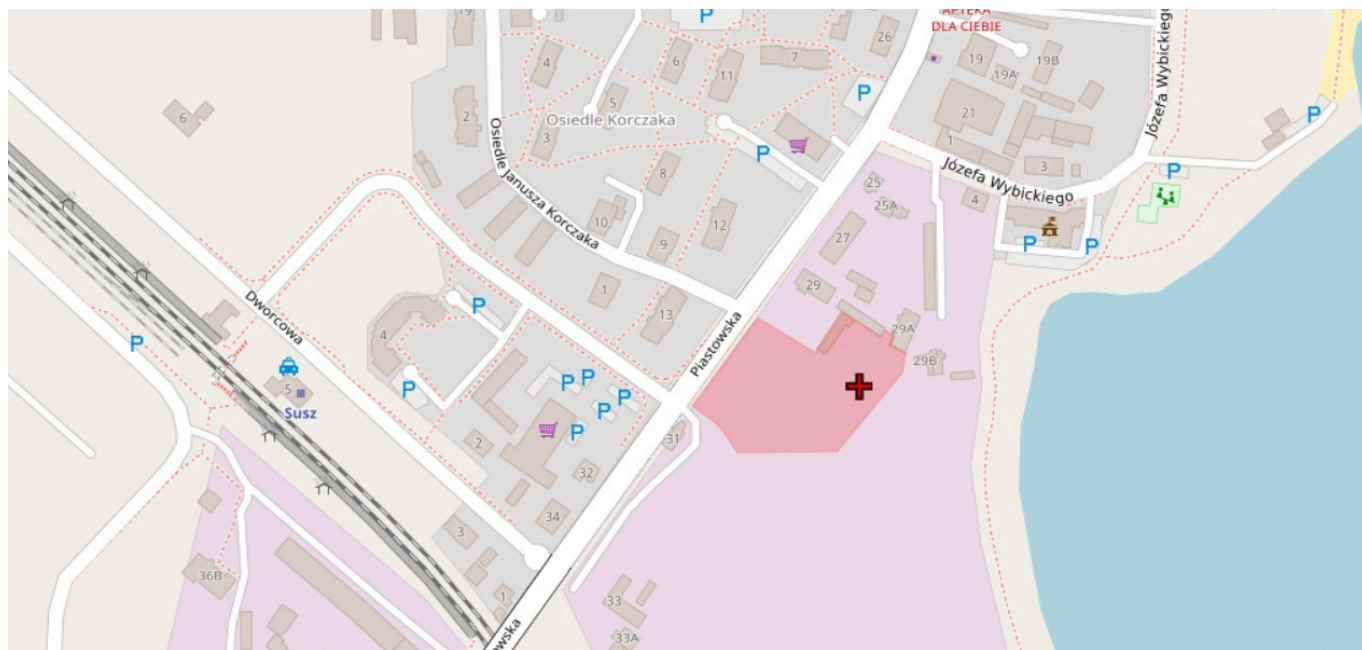 19
P
APTEKA
DLA CIEBIE
26
4
6
11
7
19
19A
19B
6
2
5
Osiedle Korczaka
3
P
P
21
1
3
P
Józefa Wybickiego
Józefa Wybickiego
P
Osiedle Janusza Korczaka
8
10
9
12
25
25A
27
4
P
P
1
13
29
29A
29B
Piastowska
Dworcowa
P
4
P
P
5
Susz
P
P
P
P
P
2
32
34
31
3
1
36B
33
33A